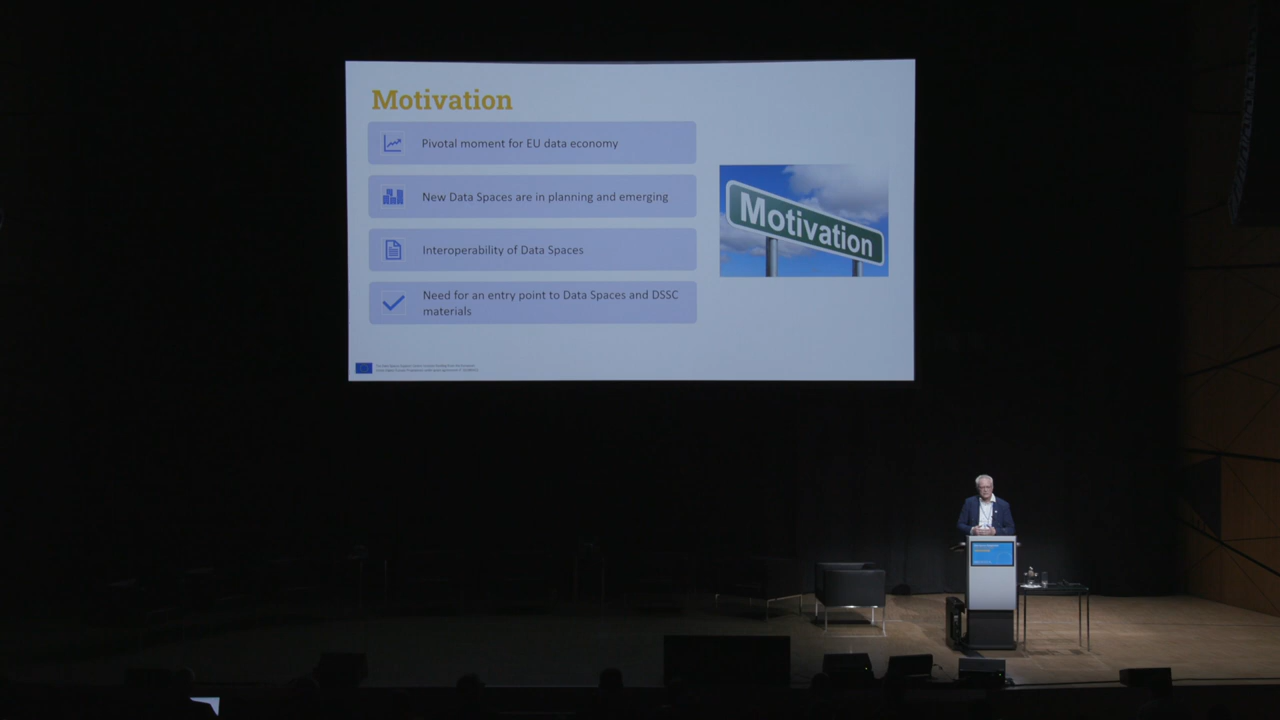 Motivation
Pivotal moment for EU data economy
New Data Spaces are in planning and emerging
Interoperability of Data Spaces
Need for an entry point to Data Spaces and DSSC
materials
Motivation